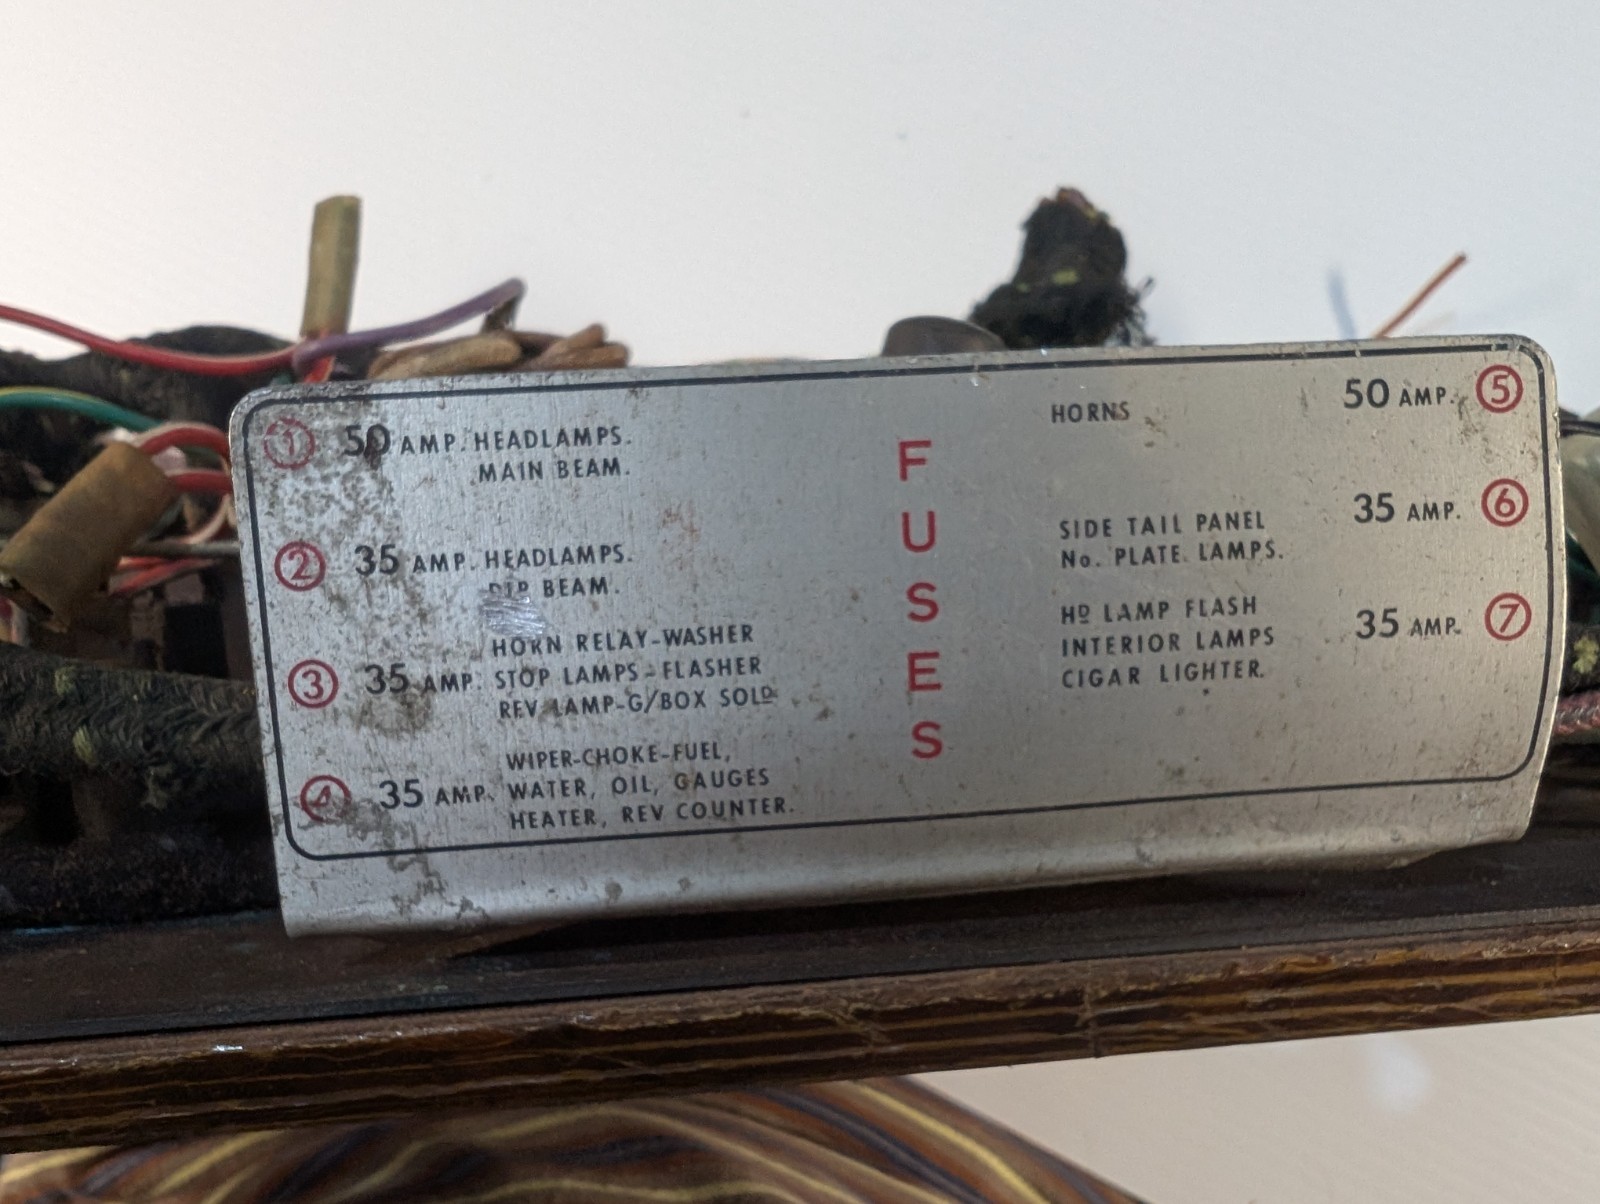 ① 50 AMP. HEADLAMPS.
MAIN BEAM.
② 35 AMP. HEADLAMPS.
DIP BEAM.
HORN RELAY-WASHER
③ 35 AMP. STOP LAMPS-FLASHER
REV LAMP-G/BOX SOLD
WIPER-CHOKE-FUEL,
④ 35 AMP. WATER, OIL, GAUGES
HEATER, REV COUNTER.
FUSES
HORNS 50 AMP. ⑤
SIDE TAIL PANEL 35 AMP. ⑥
No. PLATE. LAMPS.
HD LAMP FLASH
INTERIOR LAMPS 35 AMP. ⑦
CIGAR LIGHTER.